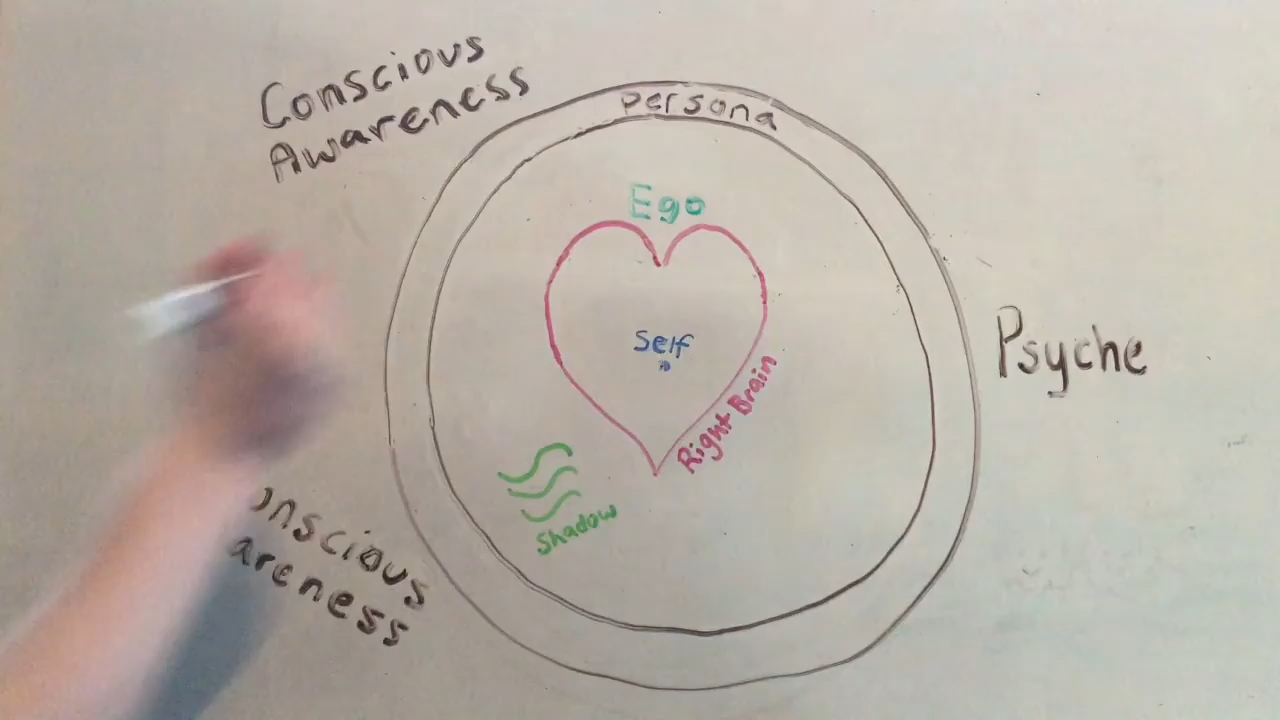 Conscious
Awareness
Persona
Ego
Self
Right Brain
Psyche
Shadow